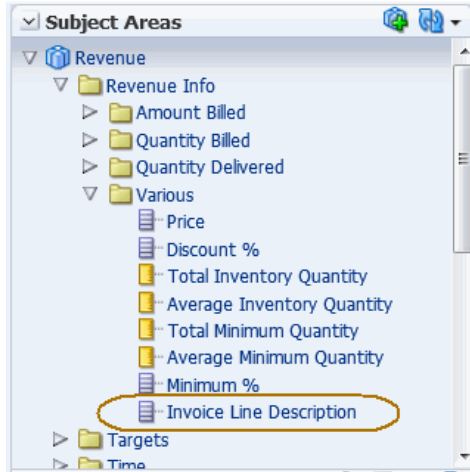 Subject Areas
Revenue
Revenue Info
Amount Billed
Quantity Billed
Quantity Delivered
Various
Price
Discount %
Total Inventory Quantity
Average Inventory Quantity
Total Minimum Quantity
Average Minimum Quantity
Minimum %
Invoice Line Description
Targets
Time